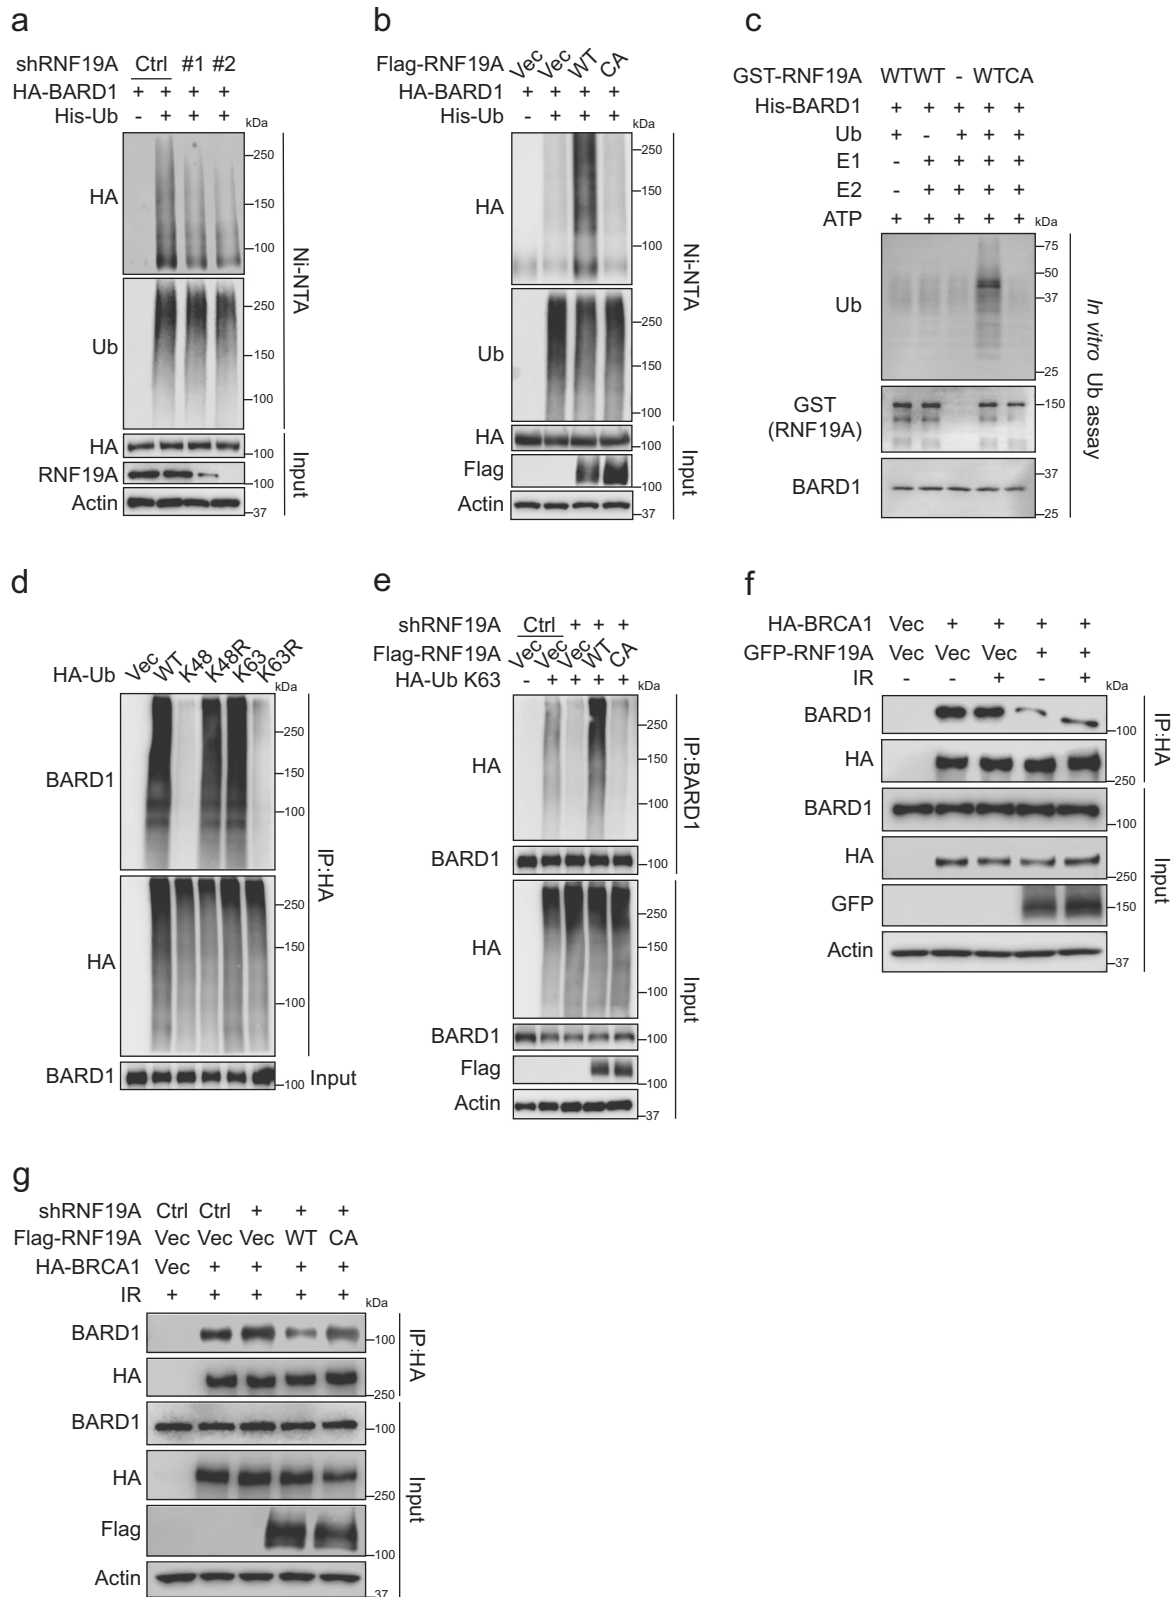 a
shRNF19A Ctrl #1 #2
HA-BARD1 + + + +
His-Ub - + + +
kDa
HA
250
150
100
Ub
250
150
100
Ni-NTA
HA
100
RNF19A
100
Actin
37
Input
b
Flag-RNF19A Vec Vec WT CA
HA-BARD1 + + + +
His-Ub - + + +
kDa
HA
250
150
100
Ub
250
150
100
Ni-NTA
HA
100
Flag
100
Actin
37
Input
c
GST-RNF19A WT WT - WT CA
His-BARD1 + + + + +
Ub + - + + +
E1 - + + + +
E2 - + + + +
ATP + + + + +
kDa
Ub
75
50
37
25
GST
(RNF19A)
150
BARD1
37
25
In vitro Ub assay
d
HA-Ub Vec WT K48 K48R K63 K63R
kDa
BARD1
250
150
100
HA
250
150
100
IP:HA
BARD1
100 Input
e
shRNF19A Ctrl + + +
Flag-RNF19A Vec Vec Vec WT CA
HA-Ub K63 - + + + +
kDa
HA
250
150
100
BARD1
100
IP:BARD1
HA
250
150
100
BARD1
100
Flag
100
Actin
37
Input
f
HA-BRCA1 Vec + + + +
GFP-RNF19A Vec Vec Vec + +
IR - - + - +
kDa
BARD1
100
HA
250
IP:HA
BARD1
100
HA
250
GFP
150
Actin
37
Input
g
shRNF19A Ctrl Ctrl + + +
Flag-RNF19A Vec Vec Vec WT CA
HA-BRCA1 Vec + + + +
IR + + + + +
kDa
BARD1
100
HA
250
IP:HA
BARD1
100
HA
250
Flag
100
Actin
37
Input